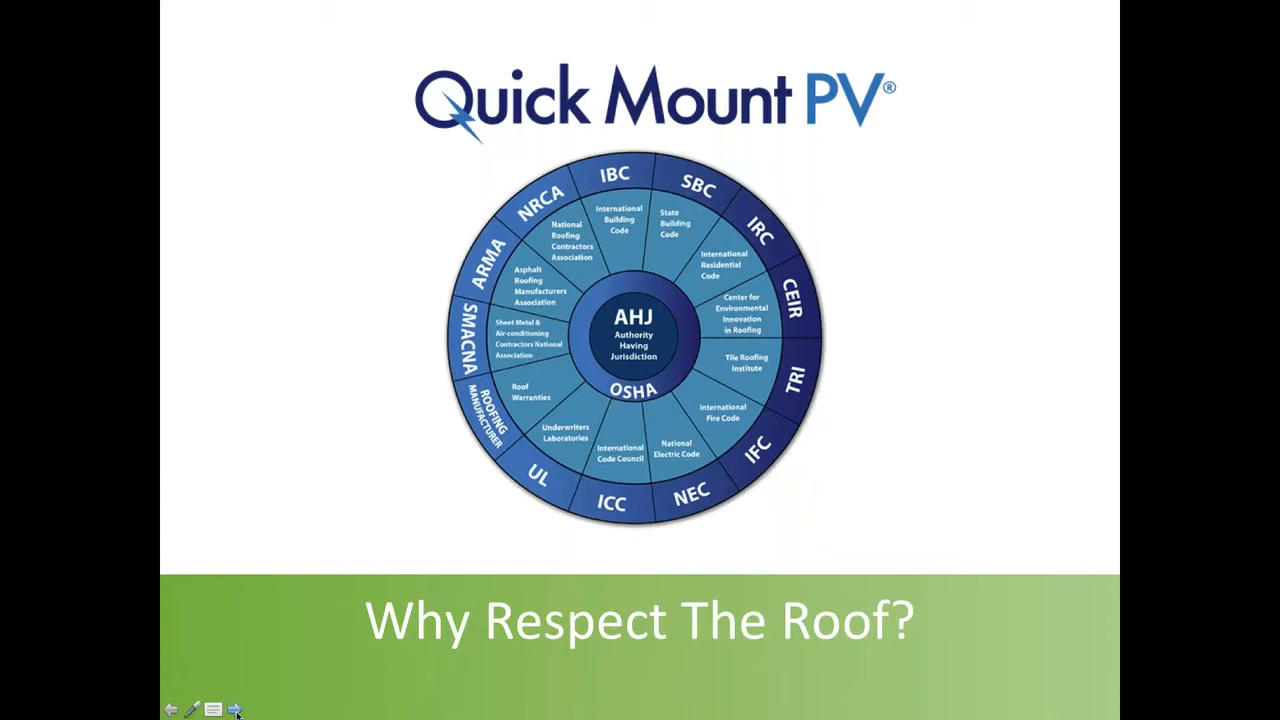 Quick Mount PV®
IBC
SBC
IRC
CEIR
TRI
IFC
NEC
ICC
UL
ROOFING
MANUFACTURER
SMACNA
ARMA
NRCA
International
Building
Code
State
Building
Code
International
Residential
Code
Center for
Environmental
Innovation
in Roofing
Tile Roofing
Institute
International
Fire Code
National
Electric Code
International
Code Council
Underwriters
Laboratories
Roof
Warranties
Sheet Metal &
Air-conditioning
Contractors National
Association
Asphalt
Roofing
Manufacturers
Association
National
Roofing
Contractors
Association
AHJ
Authority
Having
Jurisdiction
OSHA
Why Respect The Roof?